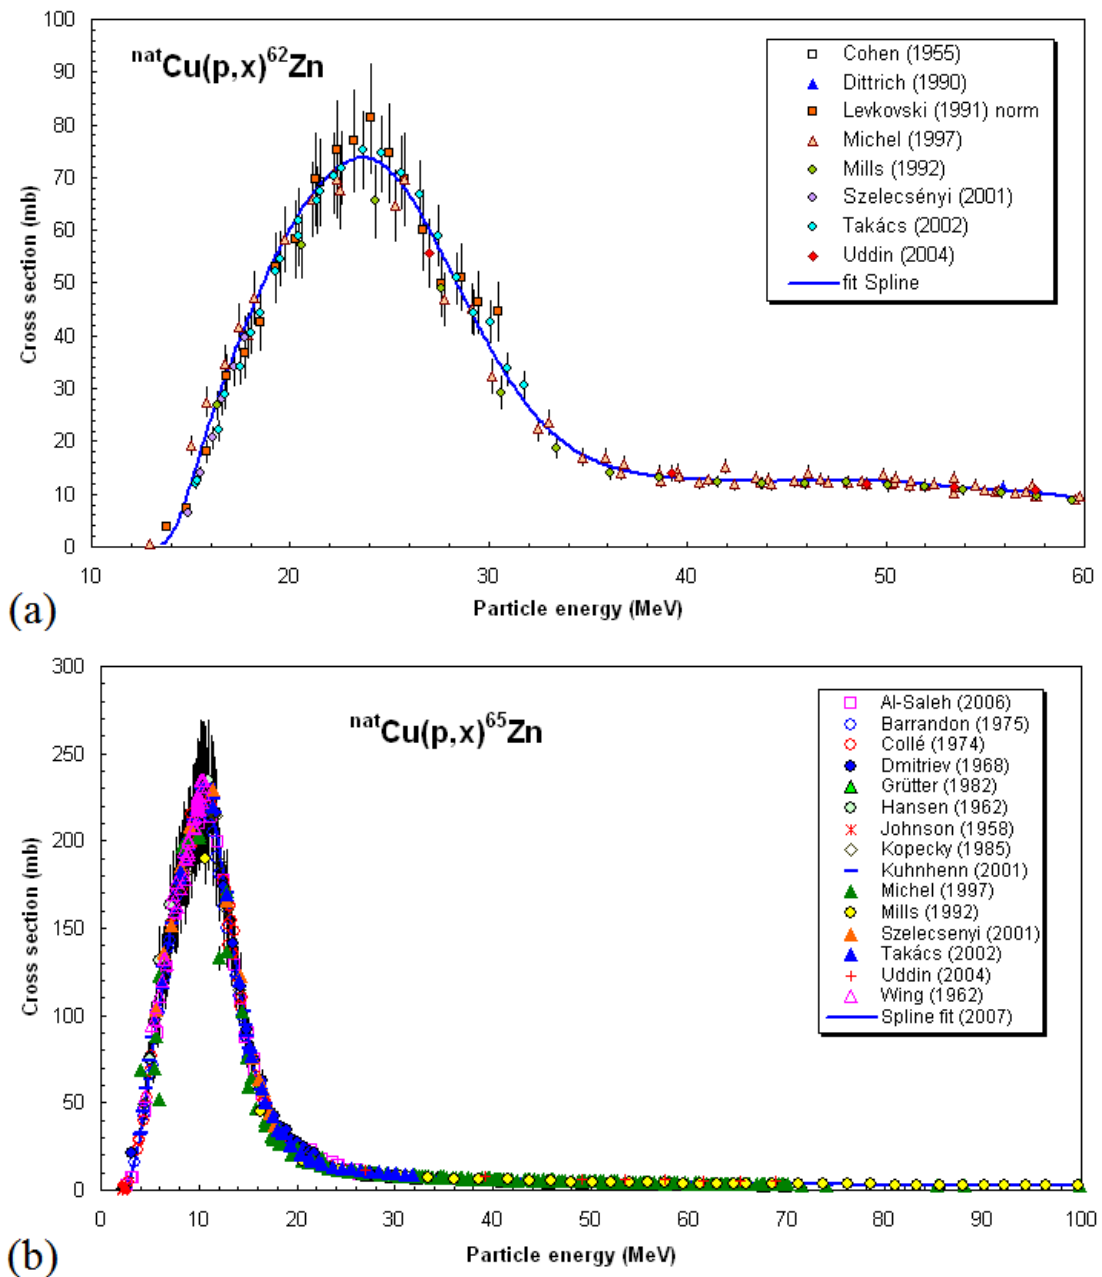 100
90
80
70
60
50
40
30
20
10
0
Cross section (mb)
natCu(p,x)62Zn
Cohen (1955)
Dittrich (1990)
Levkovski (1991) norm
Michel (1997)
Mills (1992)
Szelecsényi (2001)
Takács (2002)
Uddin (2004)
fit Spline
10 20 30 40 50 60
Particle energy (MeV)
(a)
300
250
200
150
100
50
0
Cross section (mb)
natCu(p,x)65Zn
Al-Saleh (2006)
Barrandon (1975)
Collé (1974)
Dmitriev (1968)
Grütter (1982)
Hansen (1962)
Johnson (1958)
Kopecky (1985)
Kuhnhenn (2001)
Michel (1997)
Mills (1992)
Szelecsenyi (2001)
Takács (2002)
Uddin (2004)
Wing (1962)
Spline fit (2007)
0 10 20 30 40 50 60 70 80 90 100
Particle energy (MeV)
(b)